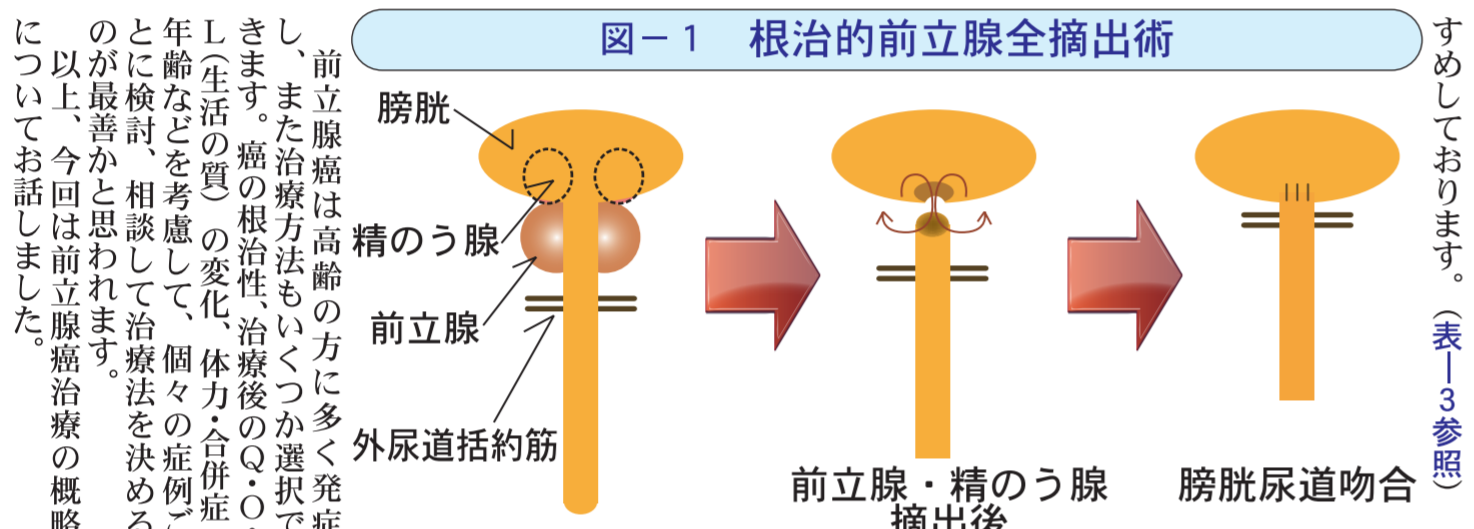 すめしております。（表―3参照）
図－1 根治的前立腺全摘出術
膀胱
精のう腺
前立腺
外尿道括約筋
前立腺・精のう腺
摘出後
膀胱尿道吻合
前立腺癌は高齢の方に多く発症
し、また治療方法もいくつか選択で
きます。癌の根治性、治療後のQ・O・
L（生活の質）の変化、体力・合併症
年齢などを考慮して、個々の症例ご
とに検討、相談して治療法を決める
のが最善かと思われます。
以上、今回は前立腺癌治療の概略
についてお話しました。